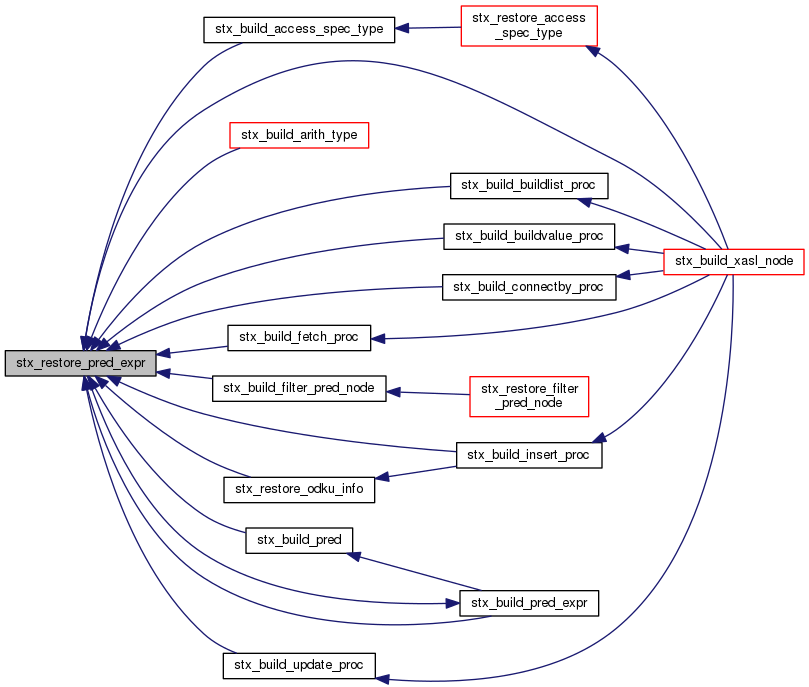 stx_build_access_spec_type
stx_restore_access
_spec_type
stx_build_arith_type
stx_build_buildlist_proc
stx_build_buildvalue_proc
stx_build_xasl_node
stx_build_connectby_proc
stx_build_fetch_proc
stx_restore_pred_expr
stx_build_filter_pred_node
stx_restore_filter
_pred_node
stx_build_insert_proc
stx_restore_odku_info
stx_build_pred
stx_build_pred_expr
stx_build_update_proc